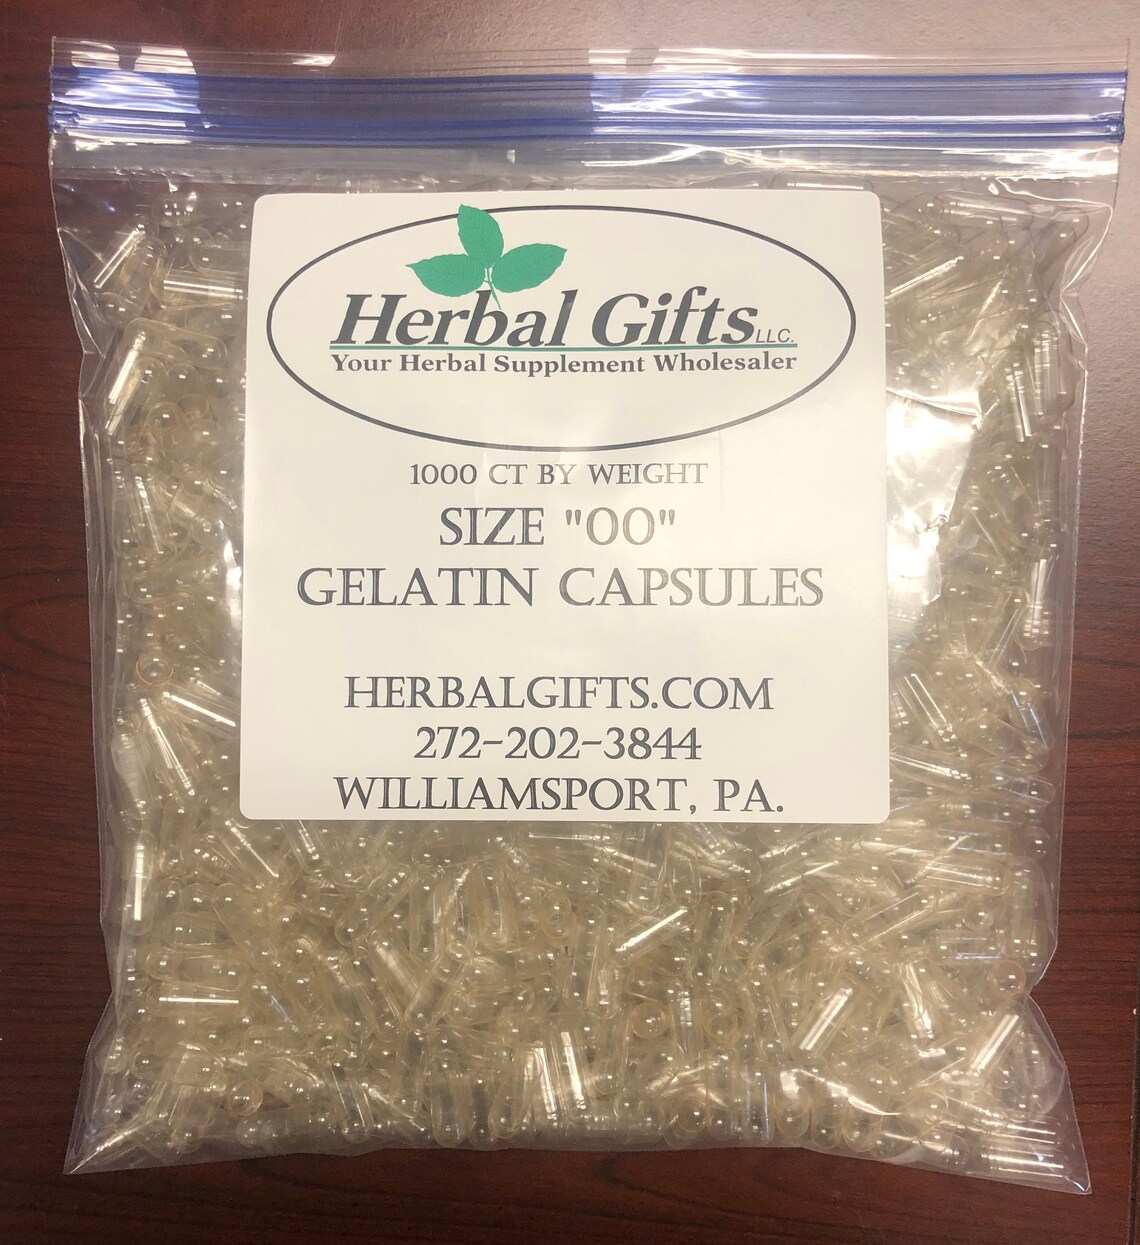 Herbal Gifts LLC.
Your Herbal Supplement Wholesaler
1000 CT BY WEIGHT
SIZE "00"
GELATIN CAPSULES
HERBALGIFTS.COM
272-202-3844
WILLIAMSPORT, PA.